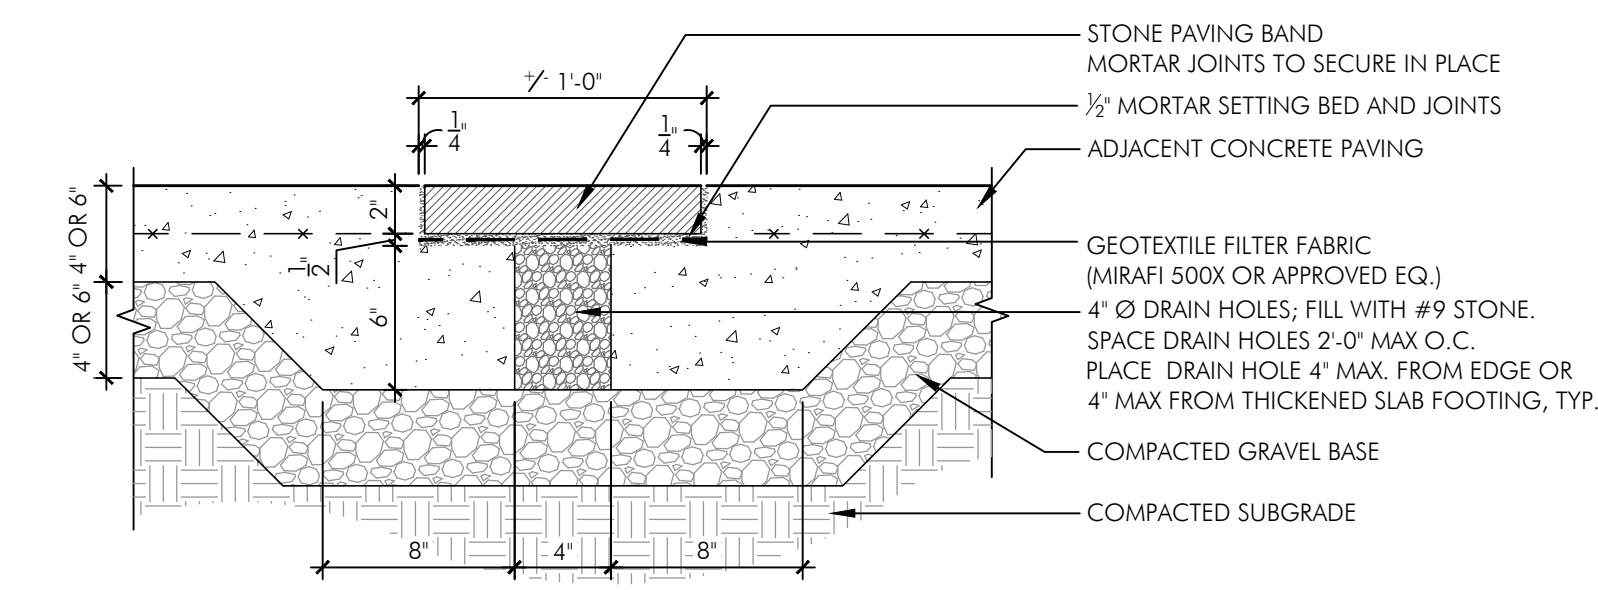 STONE PAVING BAND
MORTAR JOINTS TO SECURE IN PLACE
+/- 1'-0"
1/4"
1/4"
½" MORTAR SETTING BED AND JOINTS
ADJACENT CONCRETE PAVING
4" OR 6"
2"
GEOTEXTILE FILTER FABRIC
(MIRAFI 500X OR APPROVED EQ.)
1/2"
4" OR 6"
6"
4" Ø DRAIN HOLES; FILL WITH #9 STONE.
SPACE DRAIN HOLES 2'-0" MAX O.C.
PLACE DRAIN HOLE 4" MAX. FROM EDGE OR
4" MAX FROM THICKENED SLAB FOOTING, TYP.
COMPACTED GRAVEL BASE
COMPACTED SUBGRADE
8"
4"
8"